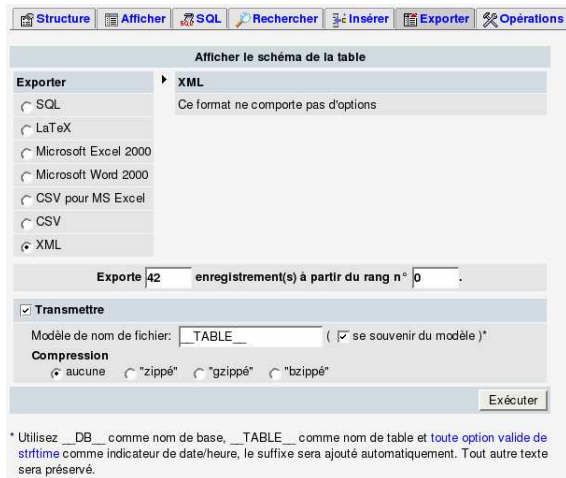 Structure Afficher SQL Rechercher Insérer Exporter Opérations
Afficher le schéma de la table
Exporter
SQL
LaTeX
Microsoft Excel 2000
Microsoft Word 2000
CSV pour MS Excel
CSV
XML
XML
Ce format ne comporte pas d'options
Exporte 42 enregistrement(s) à partir du rang n° 0 .
Transmettre
Modèle de nom de fichier: __TABLE__ ( se souvenir du modèle )*
Compression
aucune "zippé" "gzippé" "bzippé"
Exécuter
* Utilisez __DB__ comme nom de base, __TABLE__ comme nom de table et toute option valide de
strftime comme indicateur de date/heure, le suffixe sera ajouté automatiquement. Tout autre texte
sera préservé.